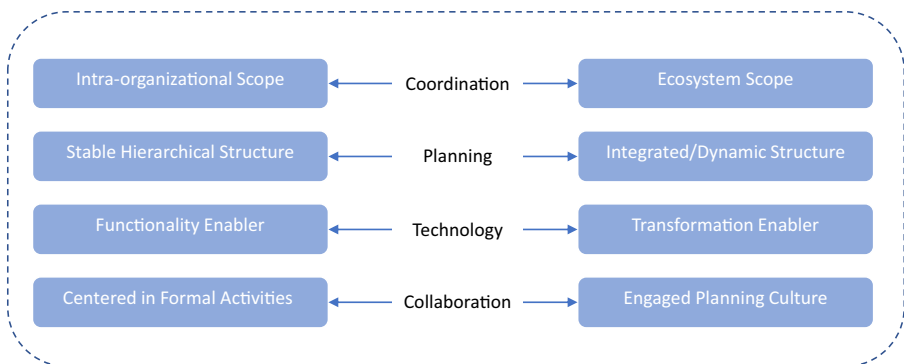 Intra-organizational Scope
Coordination
Ecosystem Scope
Stable Hierarchical Structure
Planning
Integrated/Dynamic Structure
Functionality Enabler
Technology
Transformation Enabler
Centered in Formal Activities
Collaboration
Engaged Planning Culture